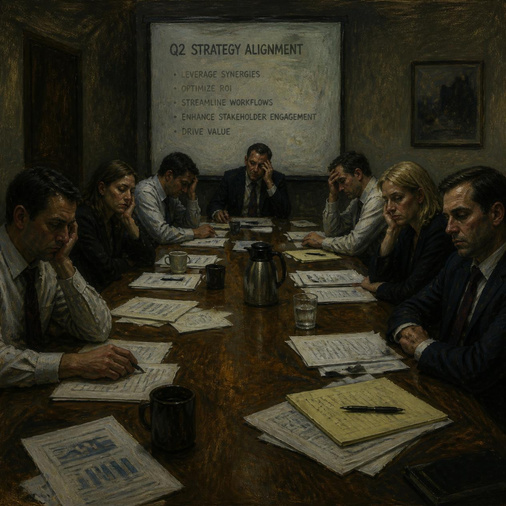 Q2 STRATEGY ALIGNMENT
• LEVERAGE SYNERGIES
• OPTIMIZE ROI
• STREAMLINE WORKFLOWS
• ENHANCE STAKEHOLDER ENGAGEMENT
• DRIVE VALUE